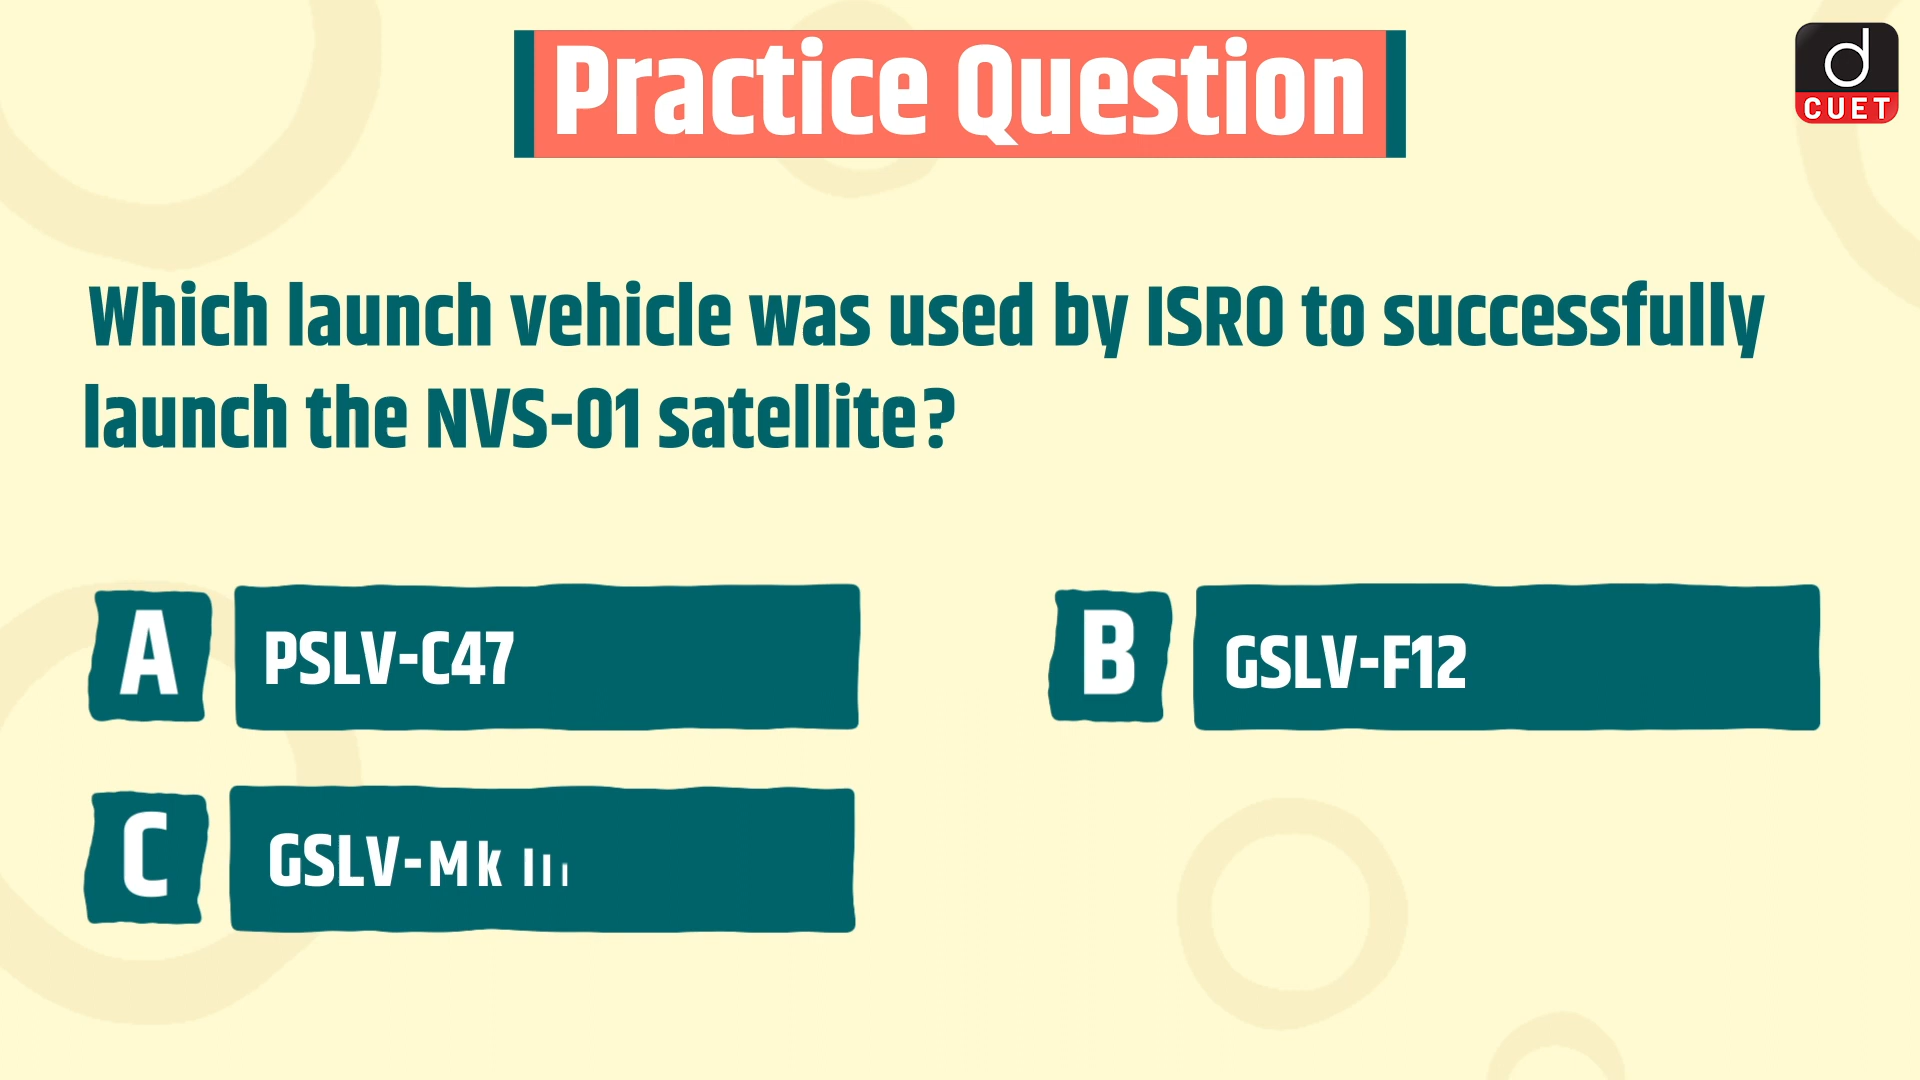 Practice Question
d
CUET
Which launch vehicle was used by ISRO to successfully
launch the NVS-01 satellite?
A PSLV-C47
B GSLV-F12
C GSLV-Mk III